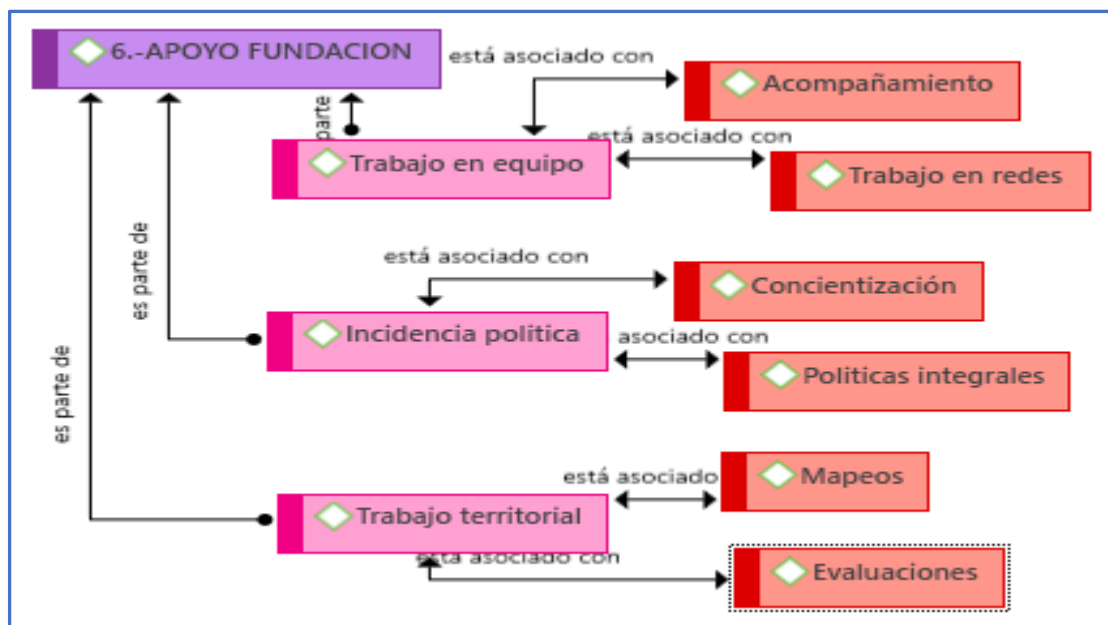 6.-APOYO FUNDACION
está asociado con
Acompañamiento
parte
Trabajo en equipo
está asociado con
Trabajo en redes
es parte de
está asociado con
Concientización
Incidencia politica
asociado con
Politicas integrales
es parte de
está asociado
Mapeos
Trabajo territorial
está asociado con
Evaluaciones